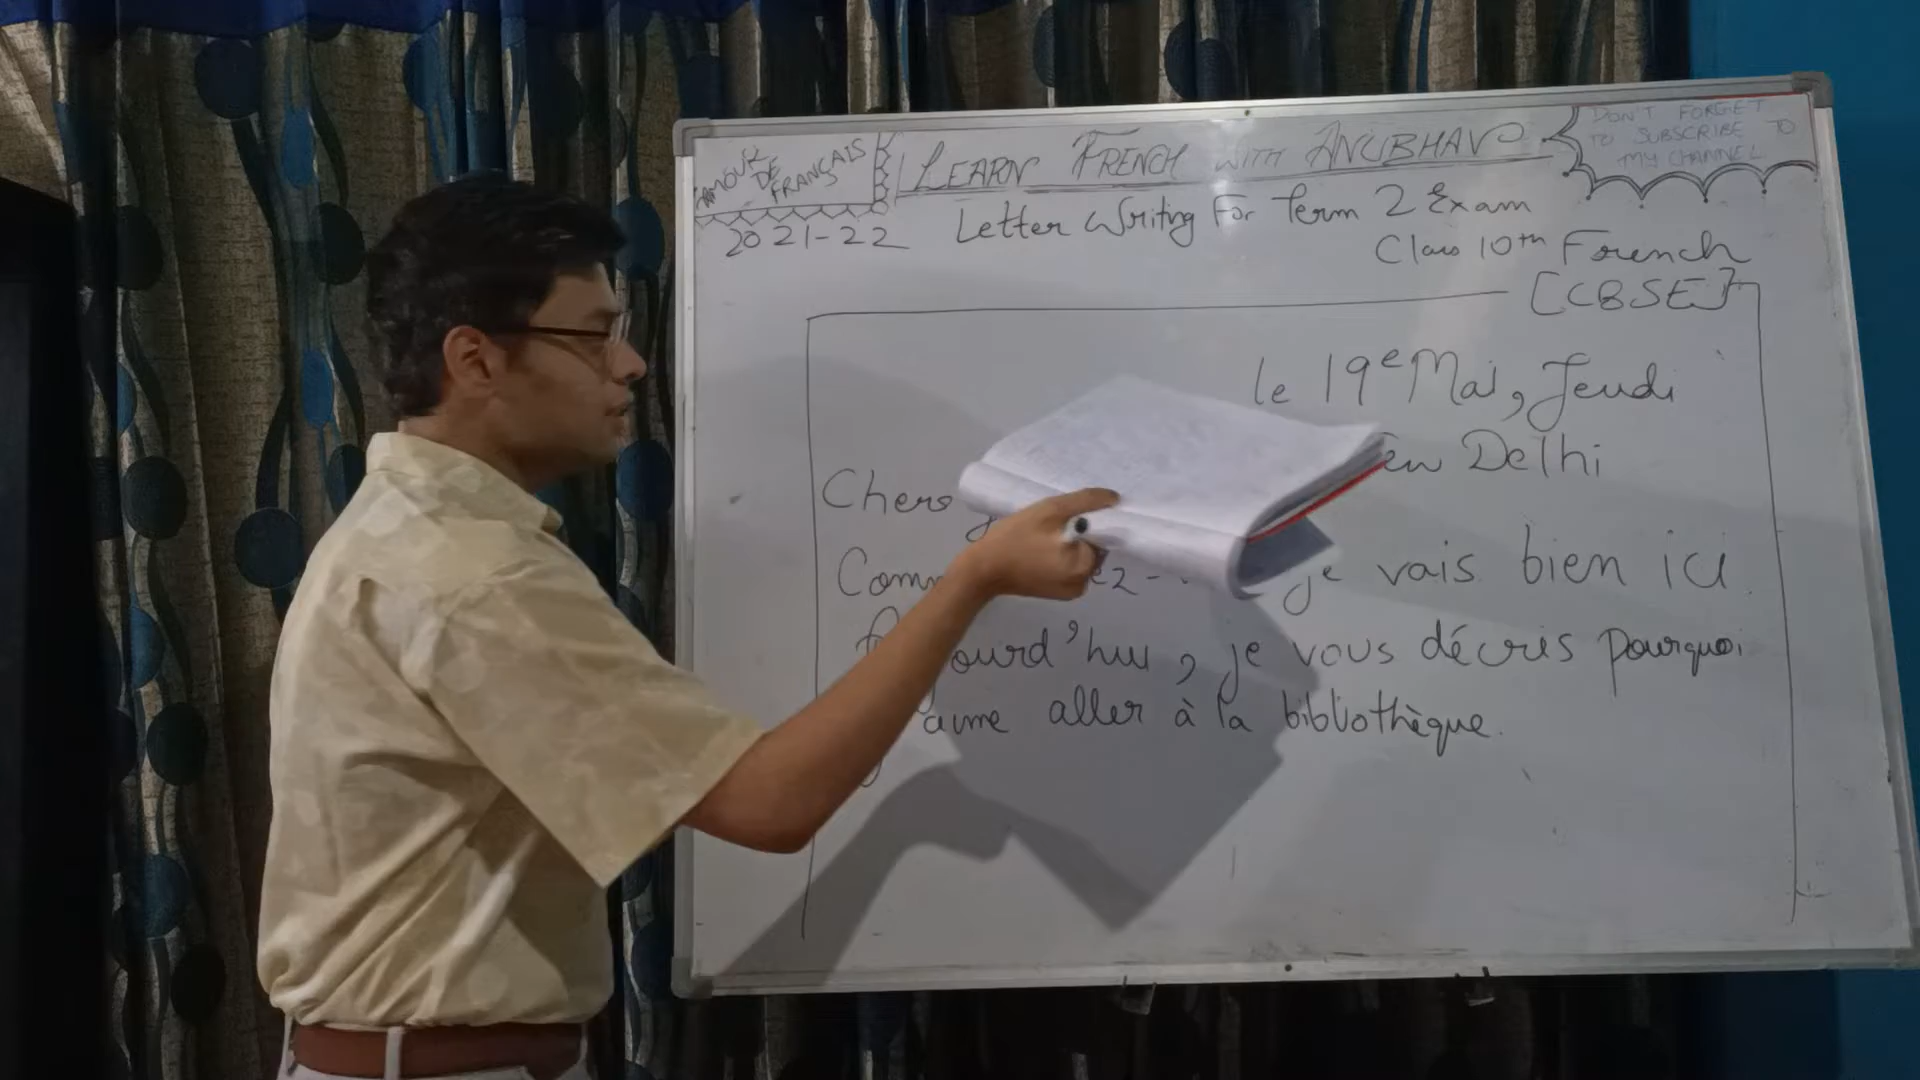 AMOUR
DE
FRANÇAIS
LEARN FRENCH WITH ANUBHAV
DON'T FORGET
TO SUBSCRIBE TO
MY CHANNEL
2021-22
Letter Writing For Term 2 Exam
Class 10th French
[CBSE]
le 19e Mai, Jeudi
Delhi
Chers
je vais bien ici.
je vous décris pourquoi
aime aller à la bibliothèque.